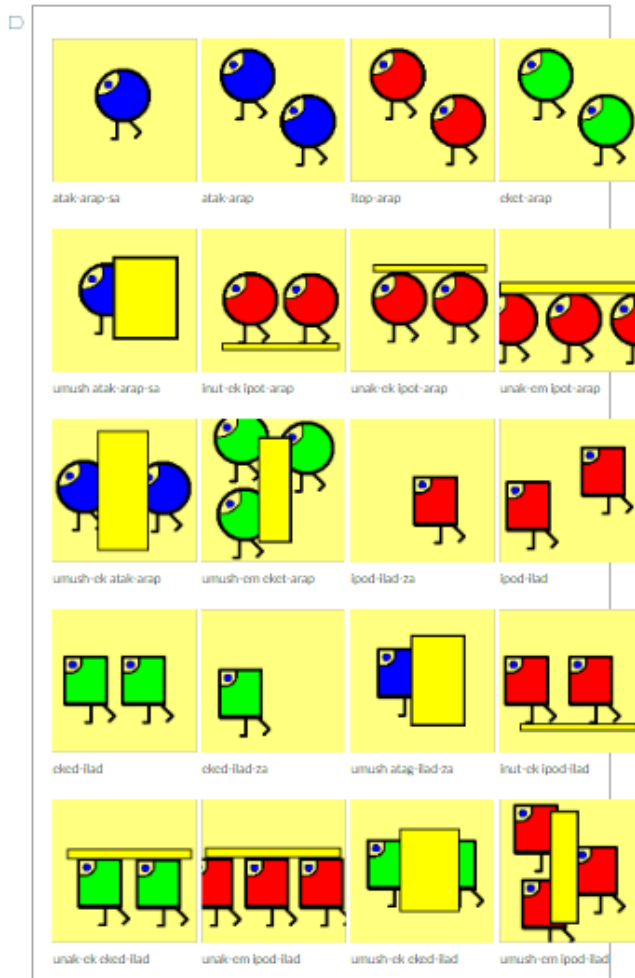 atak-arap-sa atak-arap itop-arap eket-arap
umush atak-arap-sa inut-ek ipot-arap unak-ek ipot-arap unak-em ipot-arap
umush-ek atak-arap umush-em eket-arap ipod-ilad-za ipod-ilad
eked-ilad eked-ilad-za umush atag-ilad-za inut-ek ipod-ilad
unak-ek eked-ilad unak-em ipod-ilad umush-ek eked-ilad umush-em ipod-ilad